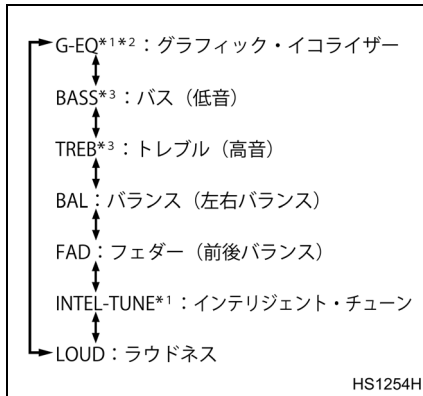 G-EQ*1*2：グラフィック・イコライザー
BASS*3：バス（低音）
TREB*3：トレブル（高音）
BAL：バランス（左右バランス）
FAD：フェダー（前後バランス）
INTEL-TUNE*1：インテリジェント・チューン
LOUD：ラウドネス
HS1254H